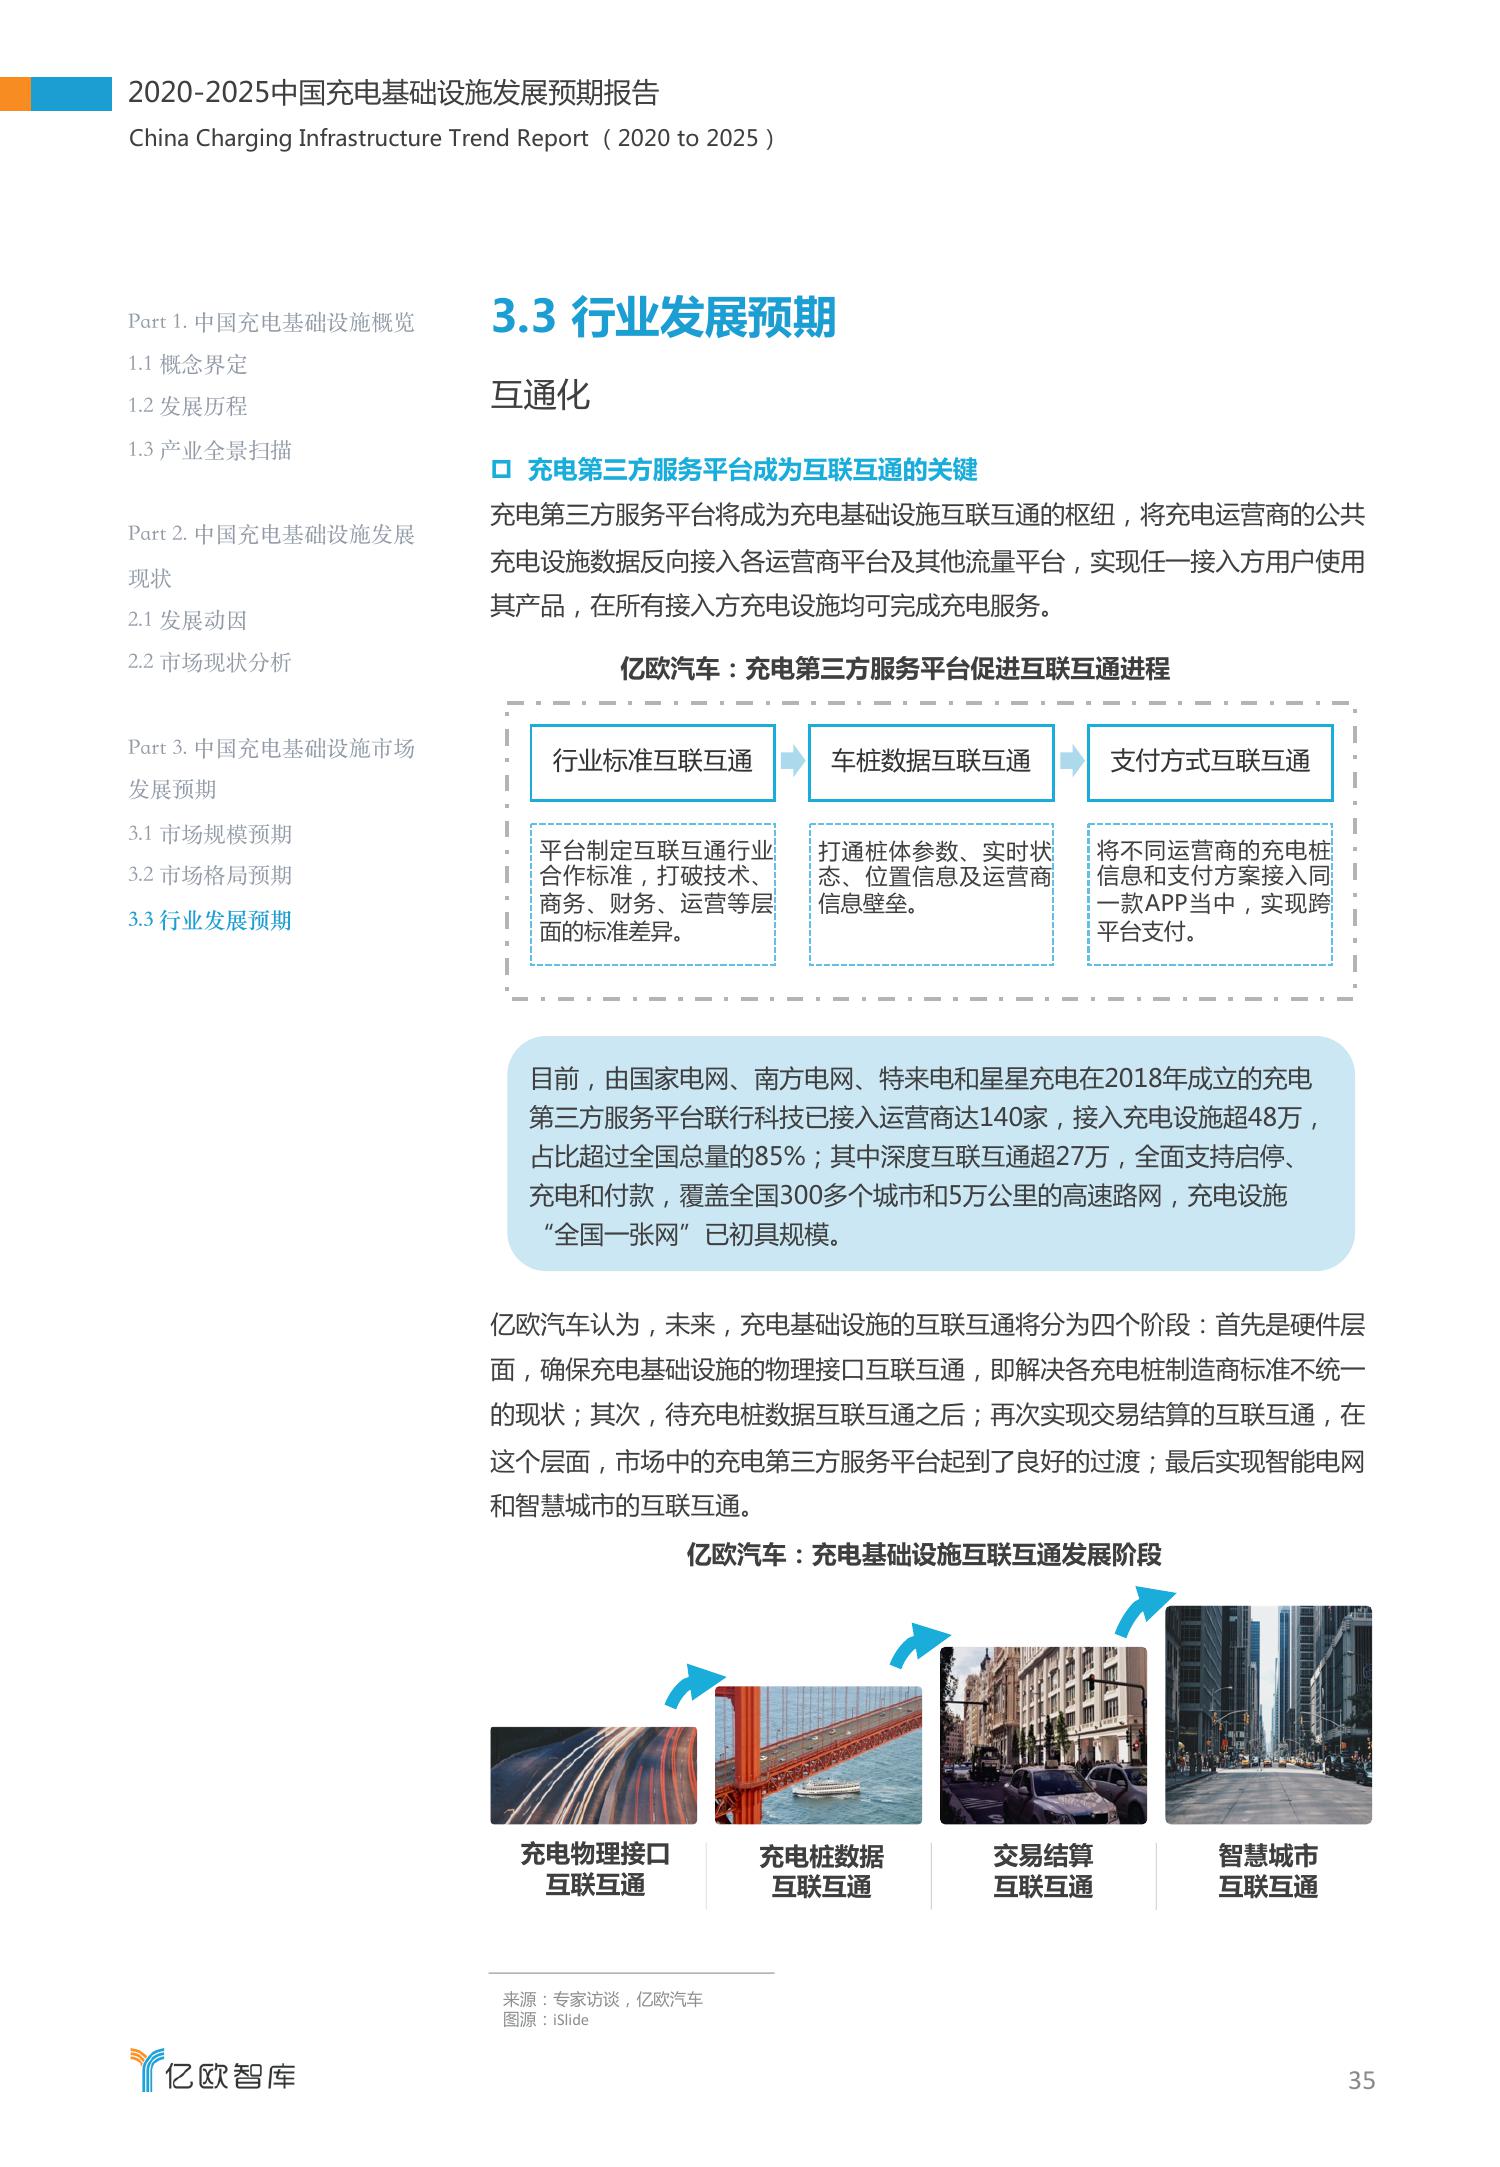 2020-2025中国充电基础设施发展预期报告
China Charging Infrastructure Trend Report（2020 to 2025）
Part 1. 中国充电基础设施概览
1.1 概念界定
1.2 发展历程
1.3 产业全景扫描
Part 2. 中国充电基础设施发展
现状
2.1 发展动因
2.2 市场现状分析
Part 3. 中国充电基础设施市场
发展预期
3.1 市场规模预期
3.2 市场格局预期
3.3 行业发展预期
3.3 行业发展预期
互通化
充电第三方服务平台成为互联互通的关键
充电第三方服务平台将成为充电基础设施互联互通的枢纽，将充电运营商的公共
充电设施数据反向接入各运营商平台及其他流量平台，实现任一接入方用户使用
其产品，在所有接入方充电设施均可完成充电服务。
亿欧汽车：充电第三方服务平台促进互联互通进程
行业标准互联互通
车桩数据互联互通
支付方式互联互通
平台制定互联互通行业
合作标准，打破技术、
商务、财务、运营等层
面的标准差异。
打通桩体参数、实时状
态、位置信息及运营商
信息壁垒。
将不同运营商的充电桩
信息和支付方案接入同
一款APP当中，实现跨
平台支付。
目前，由国家电网、南方电网、特来电和星星充电在2018年成立的充电
第三方服务平台联行科技已接入运营商达140家，接入充电设施超48万，
占比超过全国总量的85%；其中深度互联互通超27万，全面支持启停、
充电和付款，覆盖全国300多个城市和5万公里的高速路网，充电设施
“全国一张网”已初具规模。
亿欧汽车认为，未来，充电基础设施的互联互通将分为四个阶段：首先是硬件层
面，确保充电基础设施的物理接口互联互通，即解决各充电桩制造商标准不统一
的现状；其次，待充电桩数据互联互通之后；再次实现交易结算的互联互通，在
这个层面，市场中的充电第三方服务平台起到了良好的过渡；最后实现智能电网
和智慧城市的互联互通。
亿欧汽车：充电基础设施互联互通发展阶段
充电物理接口
互联互通
充电桩数据
互联互通
交易结算
互联互通
智慧城市
互联互通
来源：专家访谈，亿欧汽车
图源：iSlide
亿欧智库
35